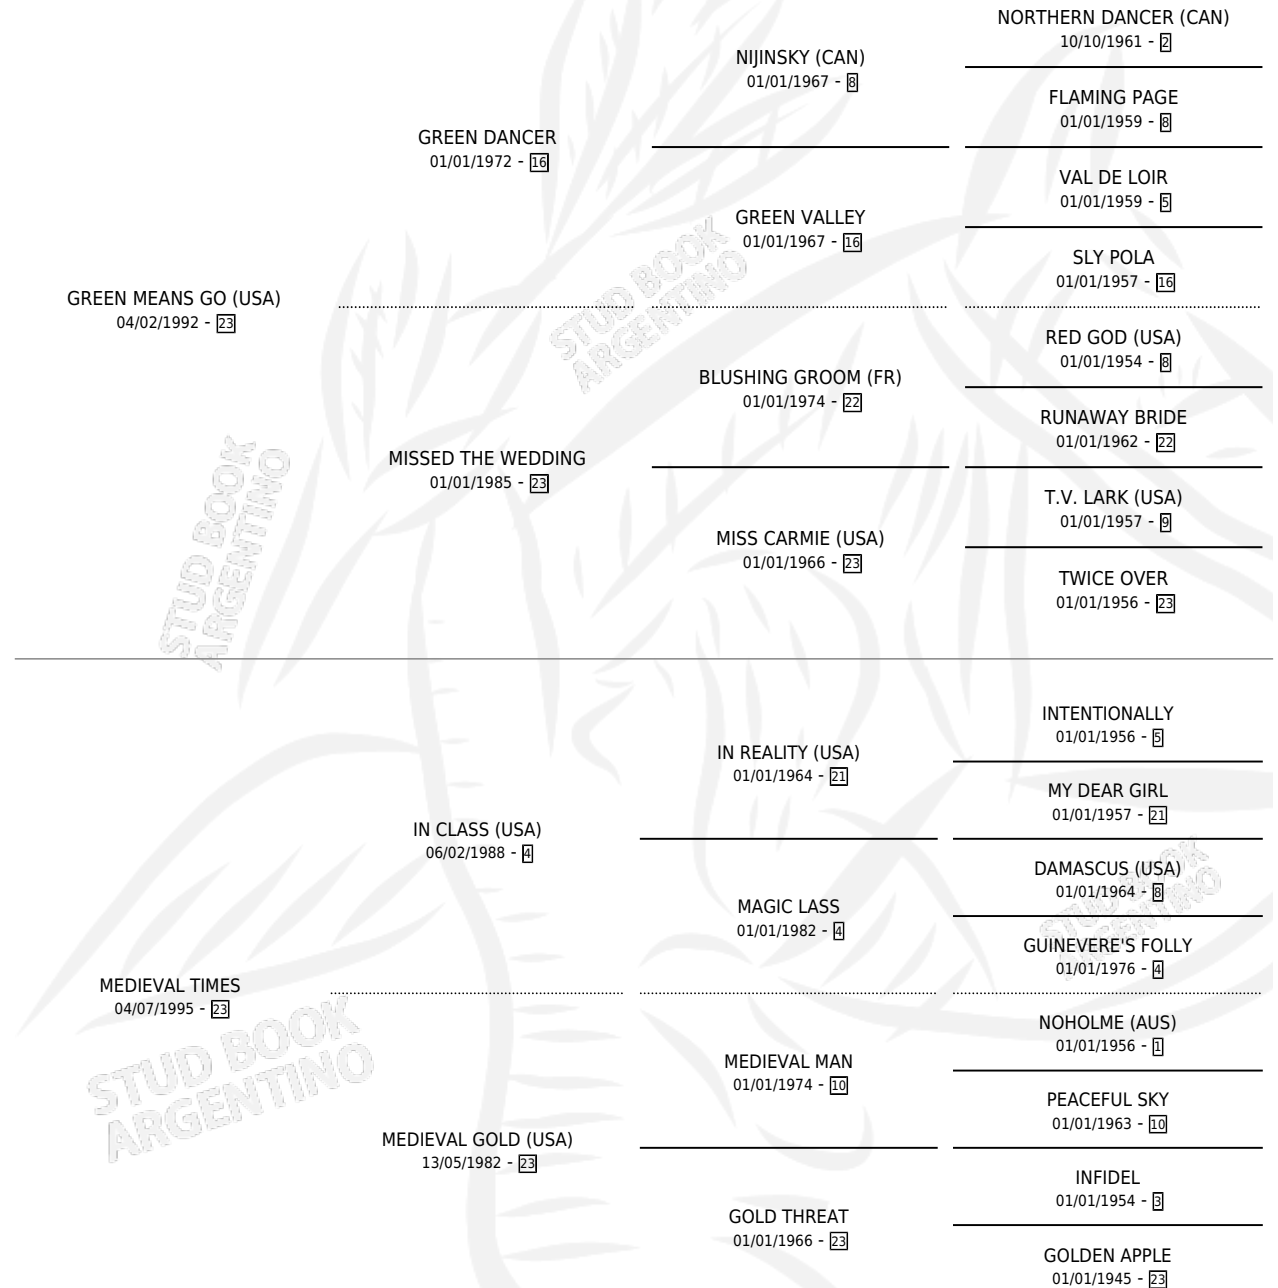 NORTHERN DANCER (CAN)
10/10/1961 - 2
NIJINSKY (CAN)
01/01/1967 - 8
FLAMING PAGE
01/01/1959 - 8
GREEN DANCER
01/01/1972 - 16
VAL DE LOIR
01/01/1959 - 5
GREEN VALLEY
01/01/1967 - 16
SLY POLA
01/01/1957 - 16
GREEN MEANS GO (USA)
04/02/1992 - 23
STUD BOOK
ARGENTINO
RED GOD (USA)
01/01/1954 - 8
BLUSHING GROOM (FR)
01/01/1974 - 22
RUNAWAY BRIDE
01/01/1962 - 22
MISSED THE WEDDING
01/01/1985 - 23
T.V. LARK (USA)
01/01/1957 - 9
MISS CARMIE (USA)
01/01/1966 - 23
TWICE OVER
01/01/1956 - 23
STUD BOOK
ARGENTINO
INTENTIONALLY
01/01/1956 - 5
IN REALITY (USA)
01/01/1964 - 21
MY DEAR GIRL
01/01/1957 - 21
IN CLASS (USA)
06/02/1988 - 4
DAMASCUS (USA)
01/01/1964 - 8
MAGIC LASS
01/01/1982 - 4
STUD BOOK
ARGENTINO
GUINEVERE'S FOLLY
01/01/1976 - 4
MEDIEVAL TIMES
04/07/1995 - 23
STUD BOOK
ARGENTINO
NOHOLME (AUS)
01/01/1956 - 1
MEDIEVAL MAN
01/01/1974 - 10
PEACEFUL SKY
01/01/1963 - 10
MEDIEVAL GOLD (USA)
13/05/1982 - 23
INFIDEL
01/01/1954 - 3
GOLD THREAT
01/01/1966 - 23
GOLDEN APPLE
01/01/1945 - 23